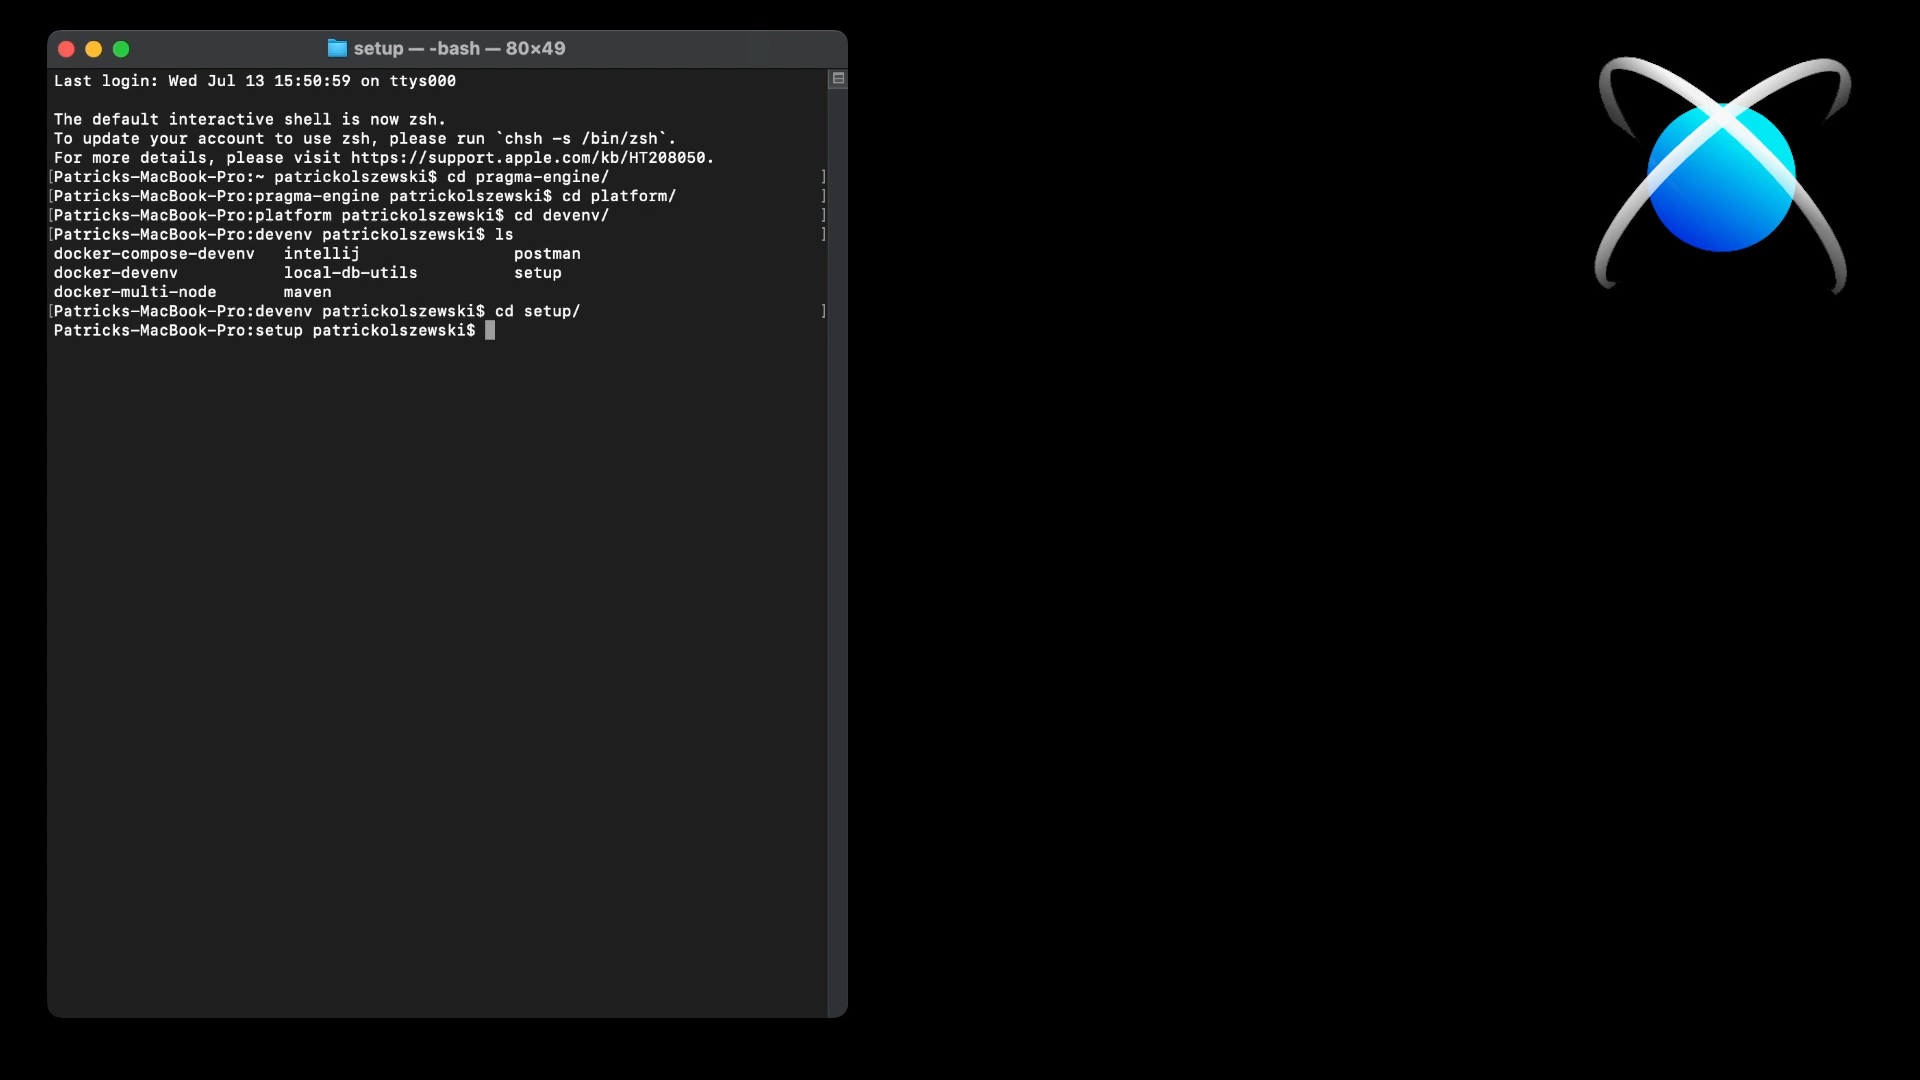 setup — -bash — 80×49
Last login: Wed Jul 13 15:50:59 on ttys000
The default interactive shell is now zsh.
To update your account to use zsh, please run `chsh -s /bin/zsh`.
For more details, please visit https://support.apple.com/kb/HT208050.
[Patricks-MacBook-Pro:~ patrickolszewski$ cd pragma-engine/ ]
[Patricks-MacBook-Pro:pragma-engine patrickolszewski$ cd platform/ ]
[Patricks-MacBook-Pro:platform patrickolszewski$ cd devenv/ ]
[Patricks-MacBook-Pro:devenv patrickolszewski$ ls ]
docker-compose-devenv intellij postman
docker-devenv local-db-utils setup
docker-multi-node maven
[Patricks-MacBook-Pro:devenv patrickolszewski$ cd setup/ ]
Patricks-MacBook-Pro:setup patrickolszewski$